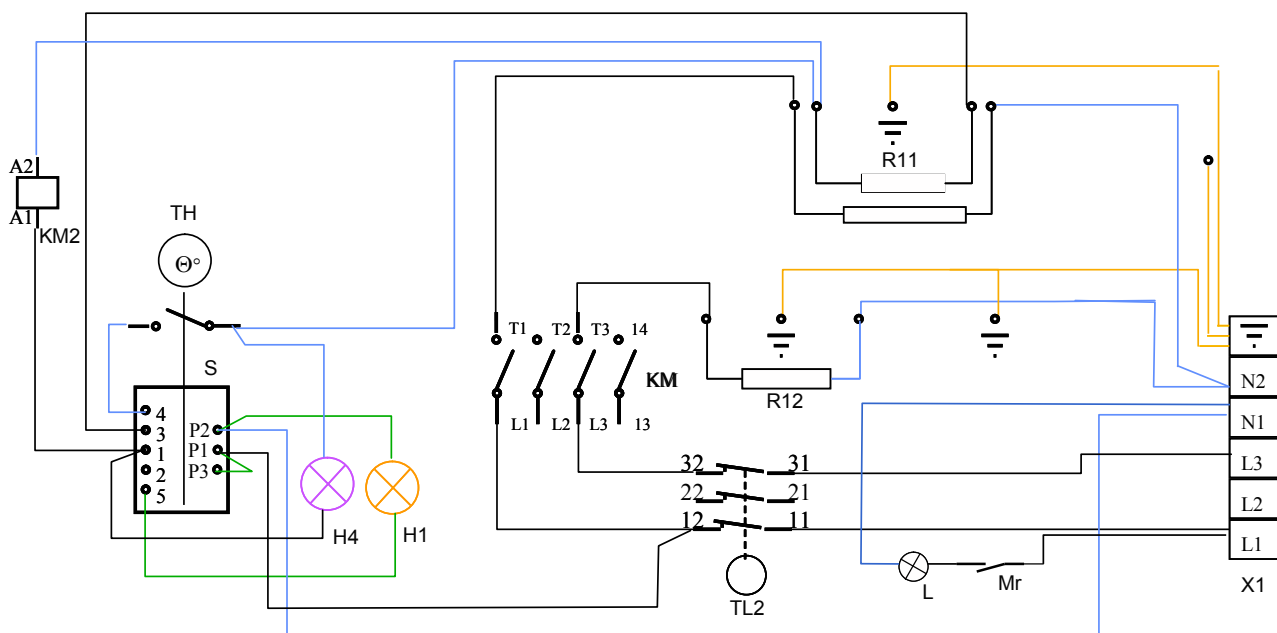 R11
A2
A1
KM2
TH
Θ°
T1 T2 T3 14
KM
L1 L2 L3 13
R12
S
4
3
1
2
5
P2
P1
P3
H4 H1
32 31
22 21
12 11
TL2
L Mr
N2
N1
L3
L2
L1
X1